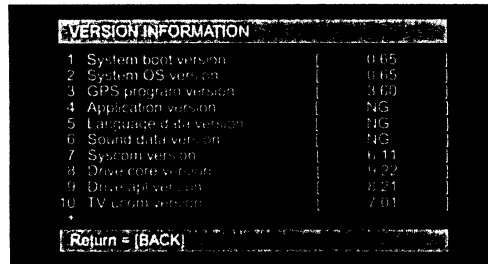 VERSION INFORMATION
1 System boot version [ 0.65 ]
2 System OS version [ 0.65 ]
3 GPS program version [ 3.60 ]
4 Application version [ NG ]
5 Language data version [ NG ]
6 Sound data version [ NG ]
7 Syscom version [ 6.11 ]
8 Drive core version [ 9.22 ]
9 Drive apl version [ 8.21 ]
10 TV ucom version [ 7.01 ]
Return = [BACK]